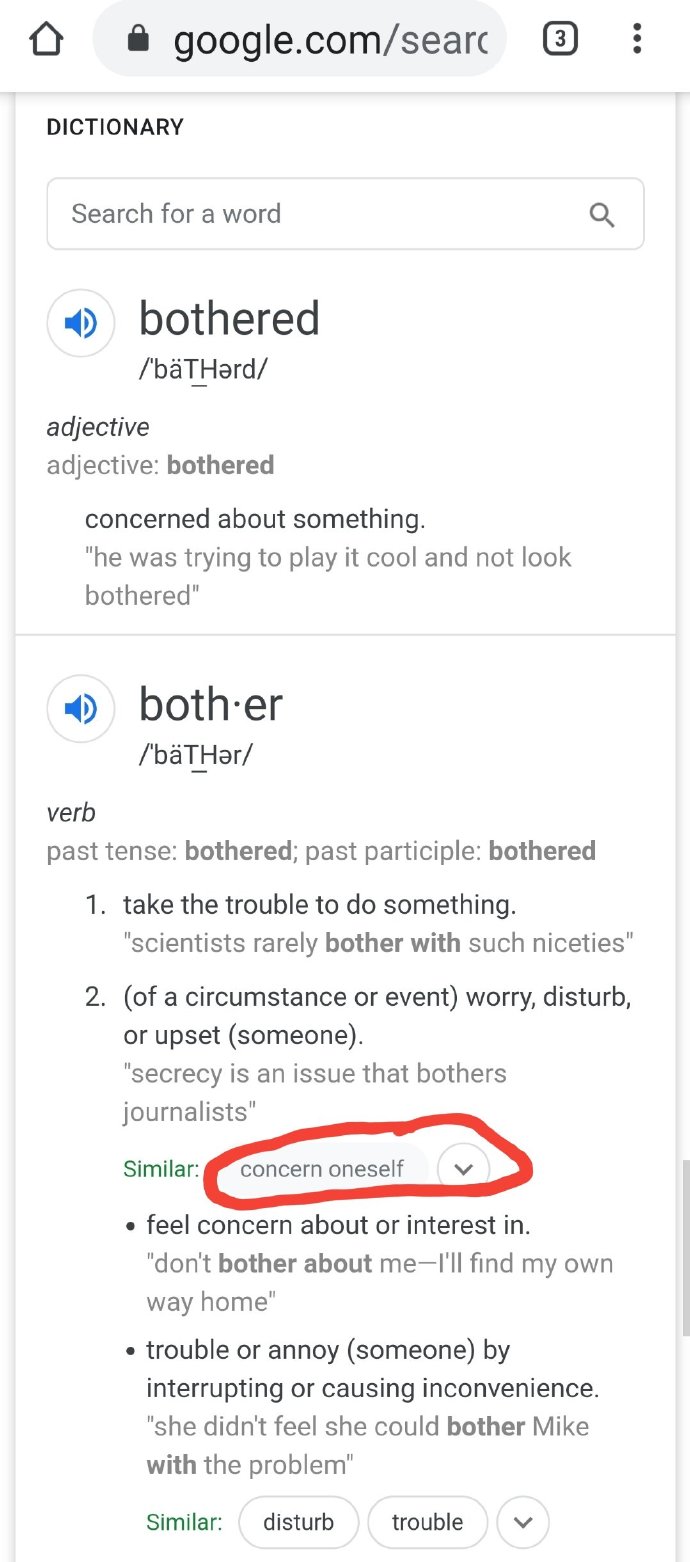 google.com/searc
3
DICTIONARY
Search for a word
bothered
/ˈbäT͟Hərd/
adjective
adjective: bothered
concerned about something.
"he was trying to play it cool and not look
bothered"
both·er
/ˈbäT͟Hər/
verb
past tense: bothered; past participle: bothered
1. take the trouble to do something.
"scientists rarely bother with such niceties"
2. (of a circumstance or event) worry, disturb,
or upset (someone).
"secrecy is an issue that bothers
journalists"
Similar: concern oneself
• feel concern about or interest in.
"don't bother about me—I'll find my own
way home"
• trouble or annoy (someone) by
interrupting or causing inconvenience.
"she didn't feel she could bother Mike
with the problem"
Similar: disturb trouble